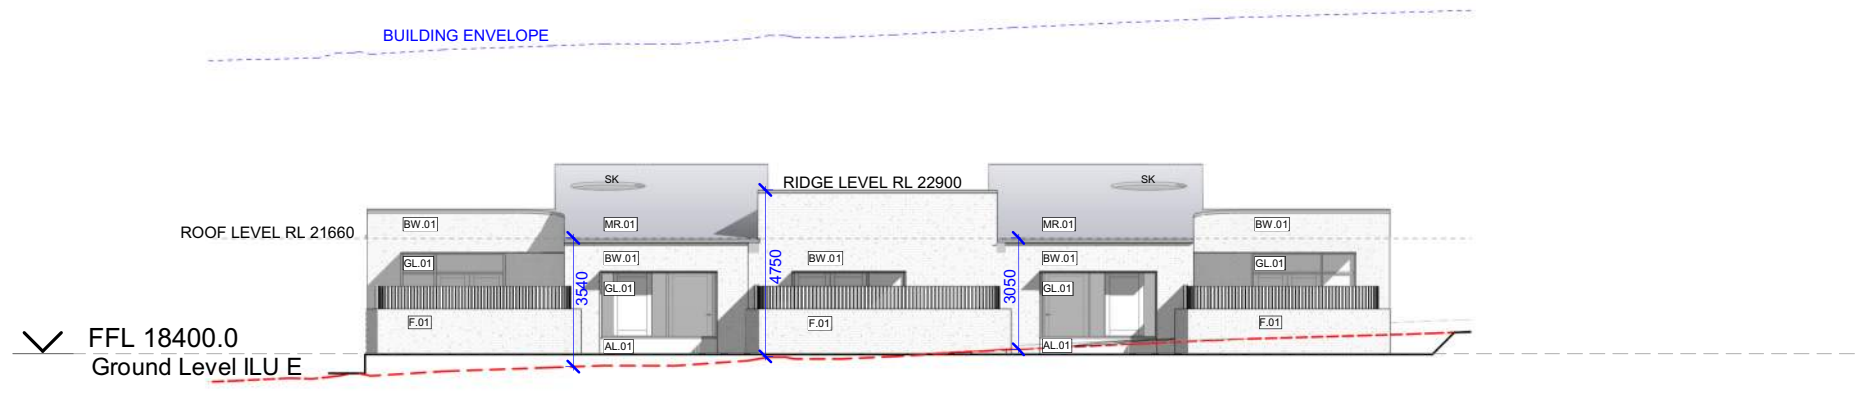 BUILDING ENVELOPE
SK
SK
RIDGE LEVEL RL 22900
BW.01
MR.01
MR.01
BW.01
ROOF LEVEL RL 21660
GL.01
BW.01
4750
BW.01
BW.01
GL.01
3540
GL.01
3050
GL.01
F.01
F.01
F.01
FFL 18400.0
AL.01
AL.01
Ground Level ILU E